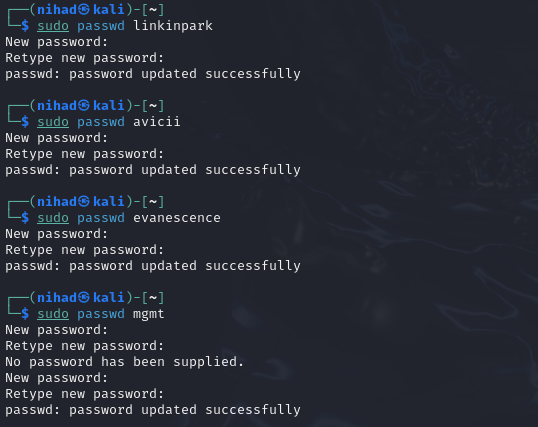 ┌──(nihad㉿kali)-[~]
└─$ sudo passwd linkinpark
New password:
Retype new password:
passwd: password updated successfully

┌──(nihad㉿kali)-[~]
└─$ sudo passwd avicii
New password:
Retype new password:
passwd: password updated successfully

┌──(nihad㉿kali)-[~]
└─$ sudo passwd evanescence
New password:
Retype new password:
passwd: password updated successfully

┌──(nihad㉿kali)-[~]
└─$ sudo passwd mgmt
New password:
Retype new password:
No password has been supplied.
New password:
Retype new password:
passwd: password updated successfully